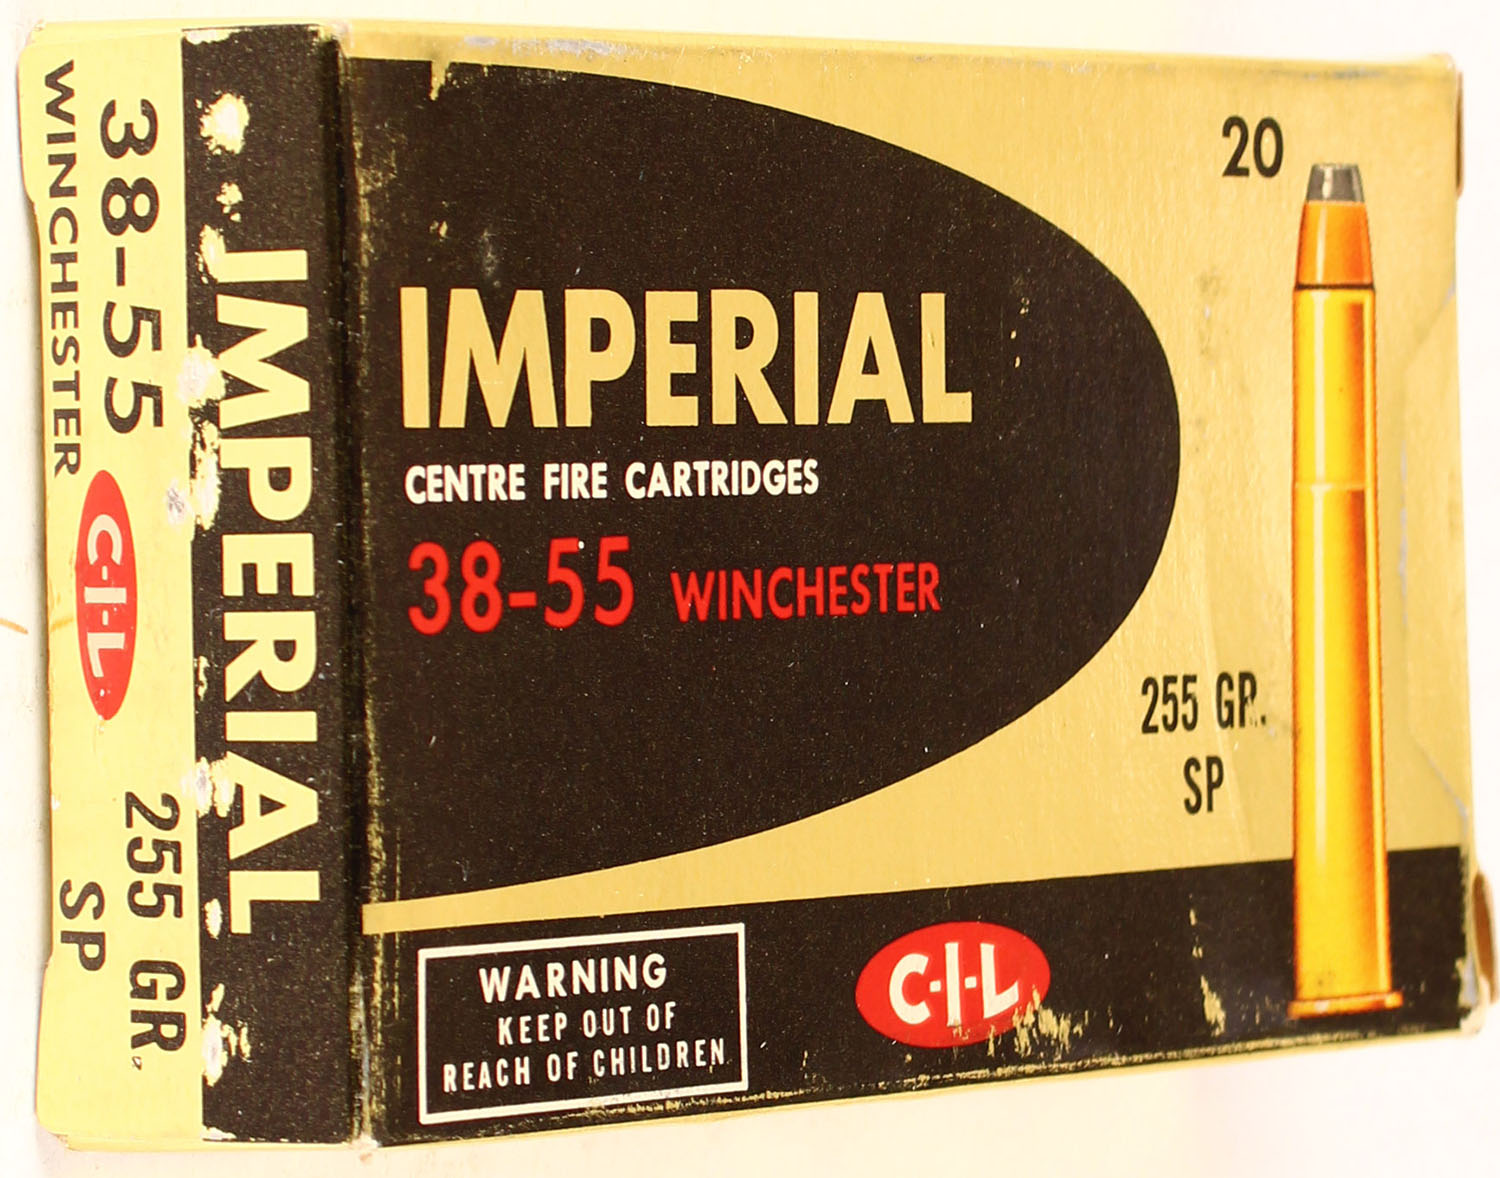 38-55
WINCHESTER
C-I-L
255 GR.
SP
IMPERIAL
20
IMPERIAL
CENTRE FIRE CARTRIDGES
38-55 WINCHESTER
255 GR.
SP
WARNING
KEEP OUT OF
REACH OF CHILDREN
C-I-L